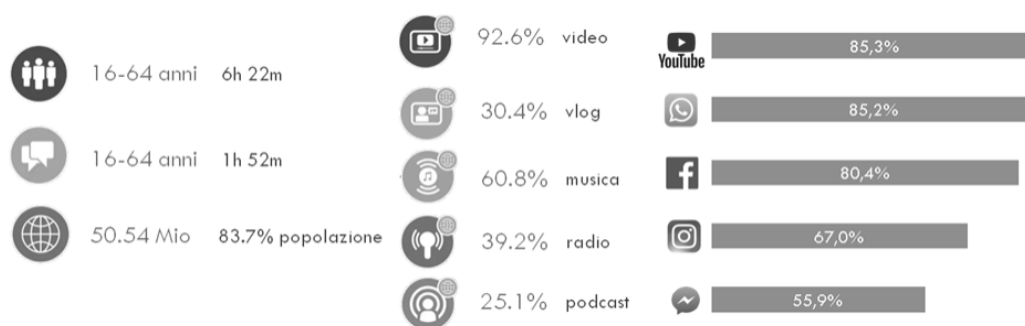 16-64 anni 6h 22m
16-64 anni 1h 52m
50.54 Mio 83.7% popolazione
92.6% video
30.4% vlog
60.8% musica
39.2% radio
25.1% podcast
YouTube 85,3%
85,2%
80,4%
67,0%
55,9%